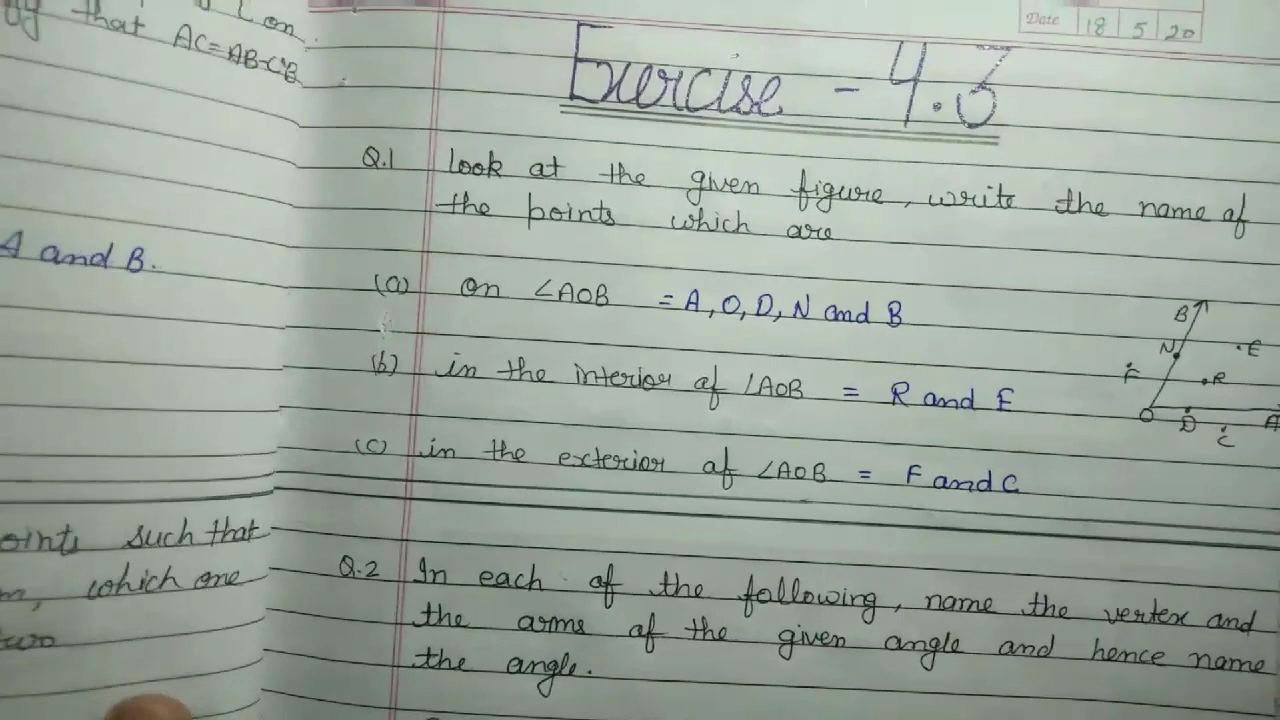 that
AC=AB-CB
A and B.
oints such that
which one
two
Date 18 5 20
Exercise - 4.3
Q.1 look at the given figure, write the name of
the points which are
(a) on ∠AOB = A, O, D, N and B
(b) in the interior of ∠AOB = R and E
(c) in the exterior of ∠AOB = F and C
B
N
E
F
R
O
D
C
A
Q.2 In each of the following, name the vertex and
the arms of the given angle and hence name
the angle.